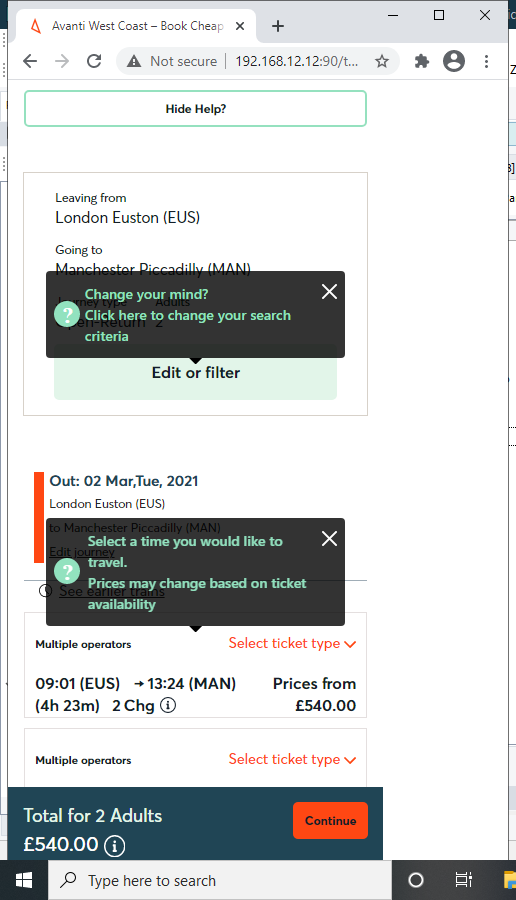 Avanti West Coast – Book Cheap
Not secure
192.168.12.12:90/t...
Hide Help?
Leaving from
London Euston (EUS)
Going to
Manchester Piccadilly (MAN)
Journey type Adults
Open-Return 2
Change your mind?
Click here to change your search
criteria
Edit or filter
Out: 02 Mar,Tue, 2021
London Euston (EUS)
to Manchester Piccadilly (MAN)
Edit journey
Select a time you would like to
travel.
Prices may change based on ticket
availability
See earlier trains
Multiple operators Select ticket type
09:01 (EUS) → 13:24 (MAN) Prices from
(4h 23m) 2 Chg £540.00
Multiple operators Select ticket type
Total for 2 Adults
£540.00
Continue
Type here to search